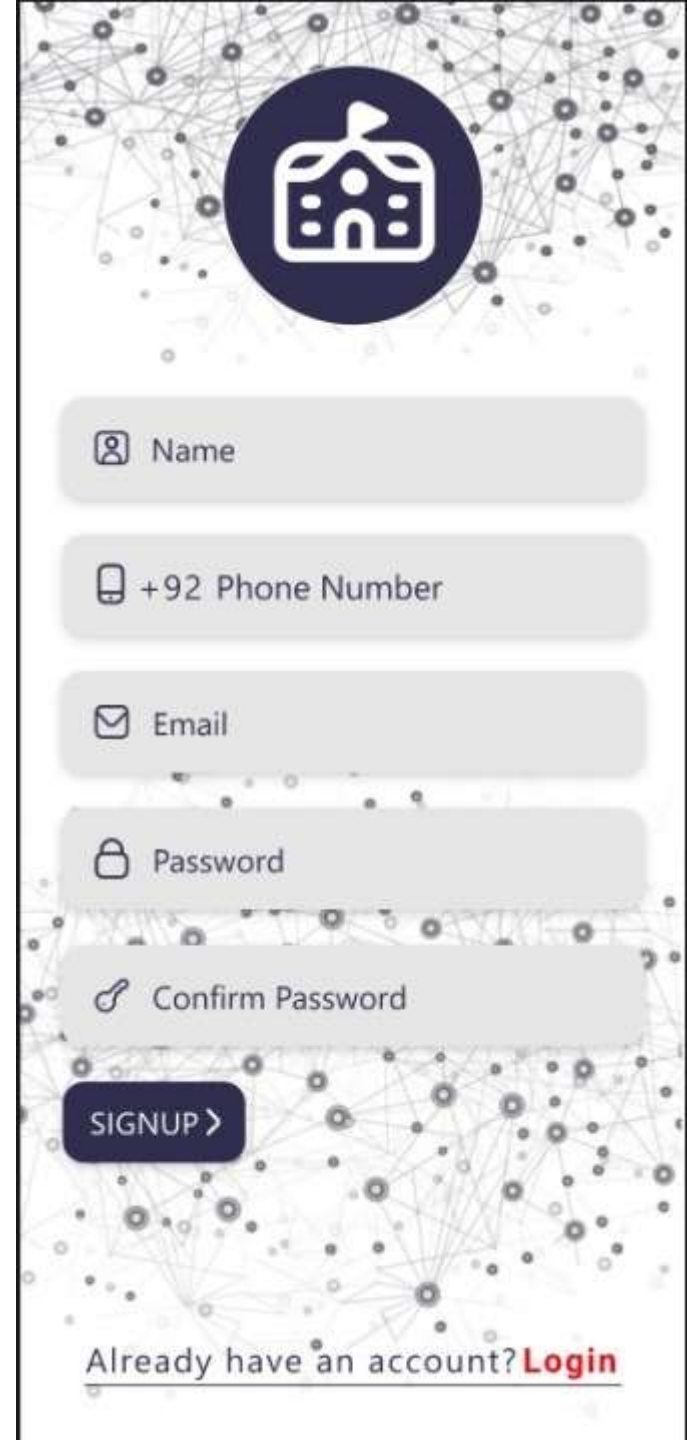 Name
+92 Phone Number
Email
Password
Confirm Password
SIGNUP
Already have an account? Login